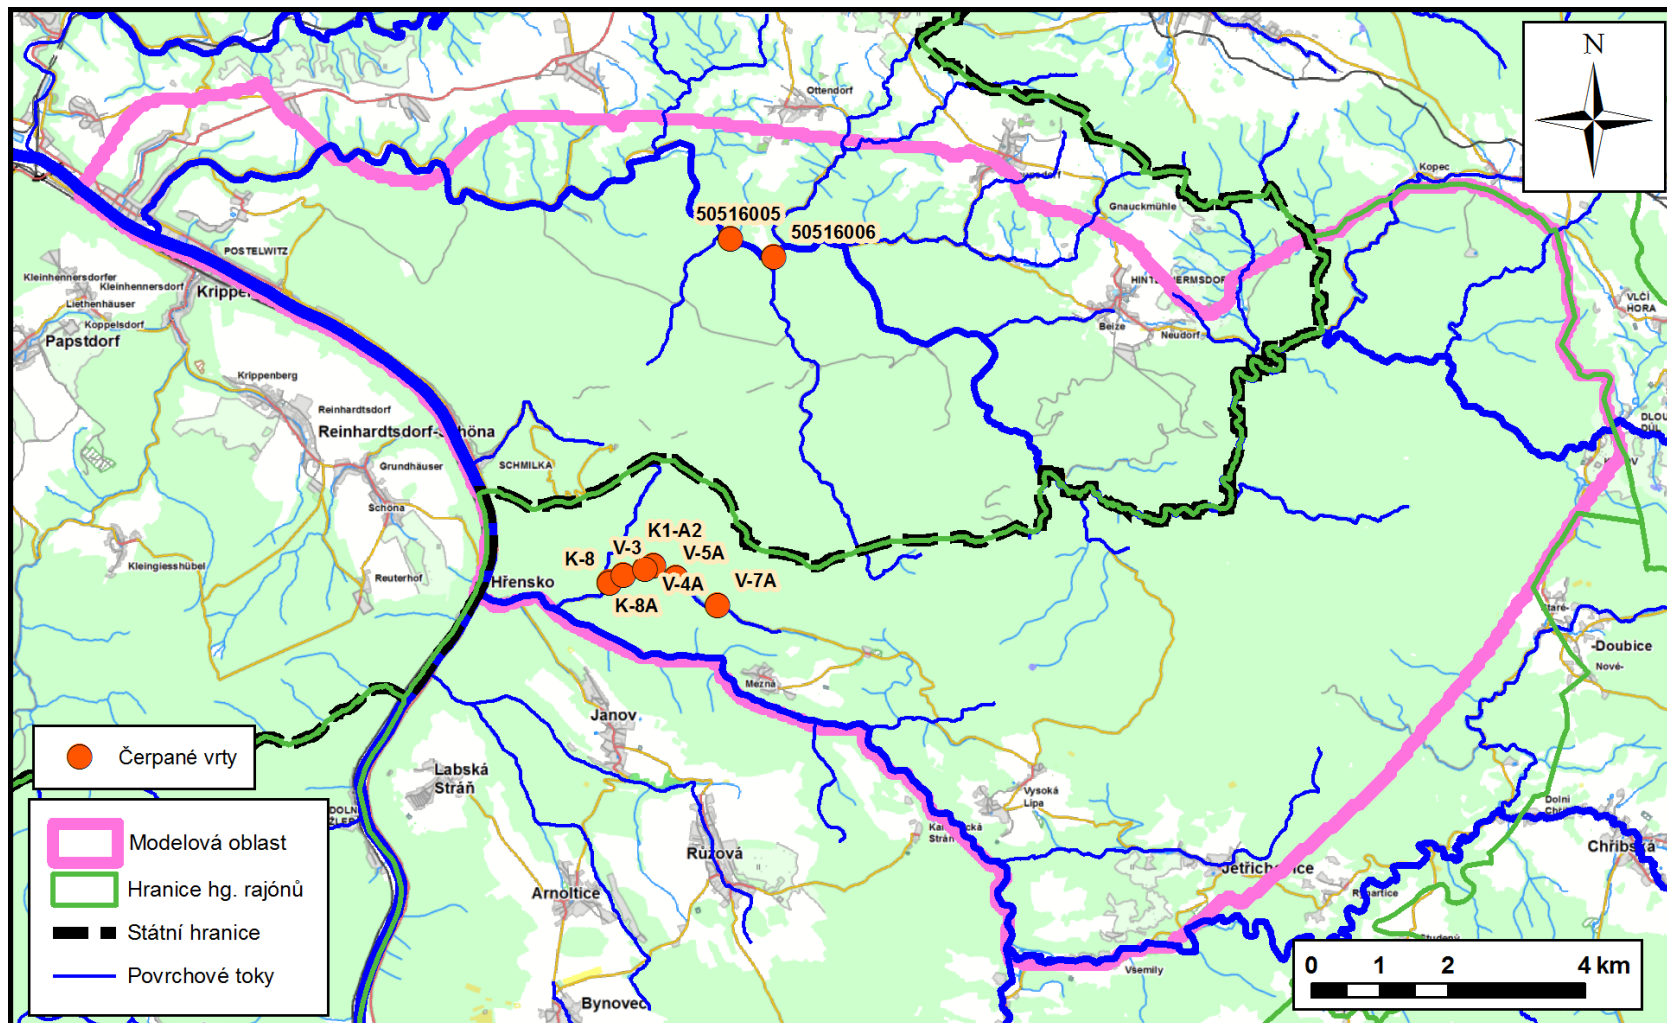 N
Ottendorf
Kopec
Gnauckmühle
50516005
50516006
POSTELWITZ
Kleinhennersdorfer
Kleinhennersdorf
Liethenhäuser
Koppelsdorf
Papstdorf
VLČÍ
HORA
Beize
Neudorf
Krippenberg
Reinhardtsdorf
Reinhardtsdorf-Schöna
Grundhäuser
SCHMILKA
Schöna
Kleingiesshübel
Reuterhof
Hřensko
K-8
V-3
K1-A2
V-5A
V-4A
V-7A
K-8A
Mezná
Janov
Doubice
Nové-
Labská
Stráň
Vysoká
Lípa
Růžová
Arnoltice
Chřibská
Všemily
Bynovec
Čerpané vrty
Modelová oblast
Hranice hg. rajónů
Státní hranice
Povrchové toky
0 1 2 4 km